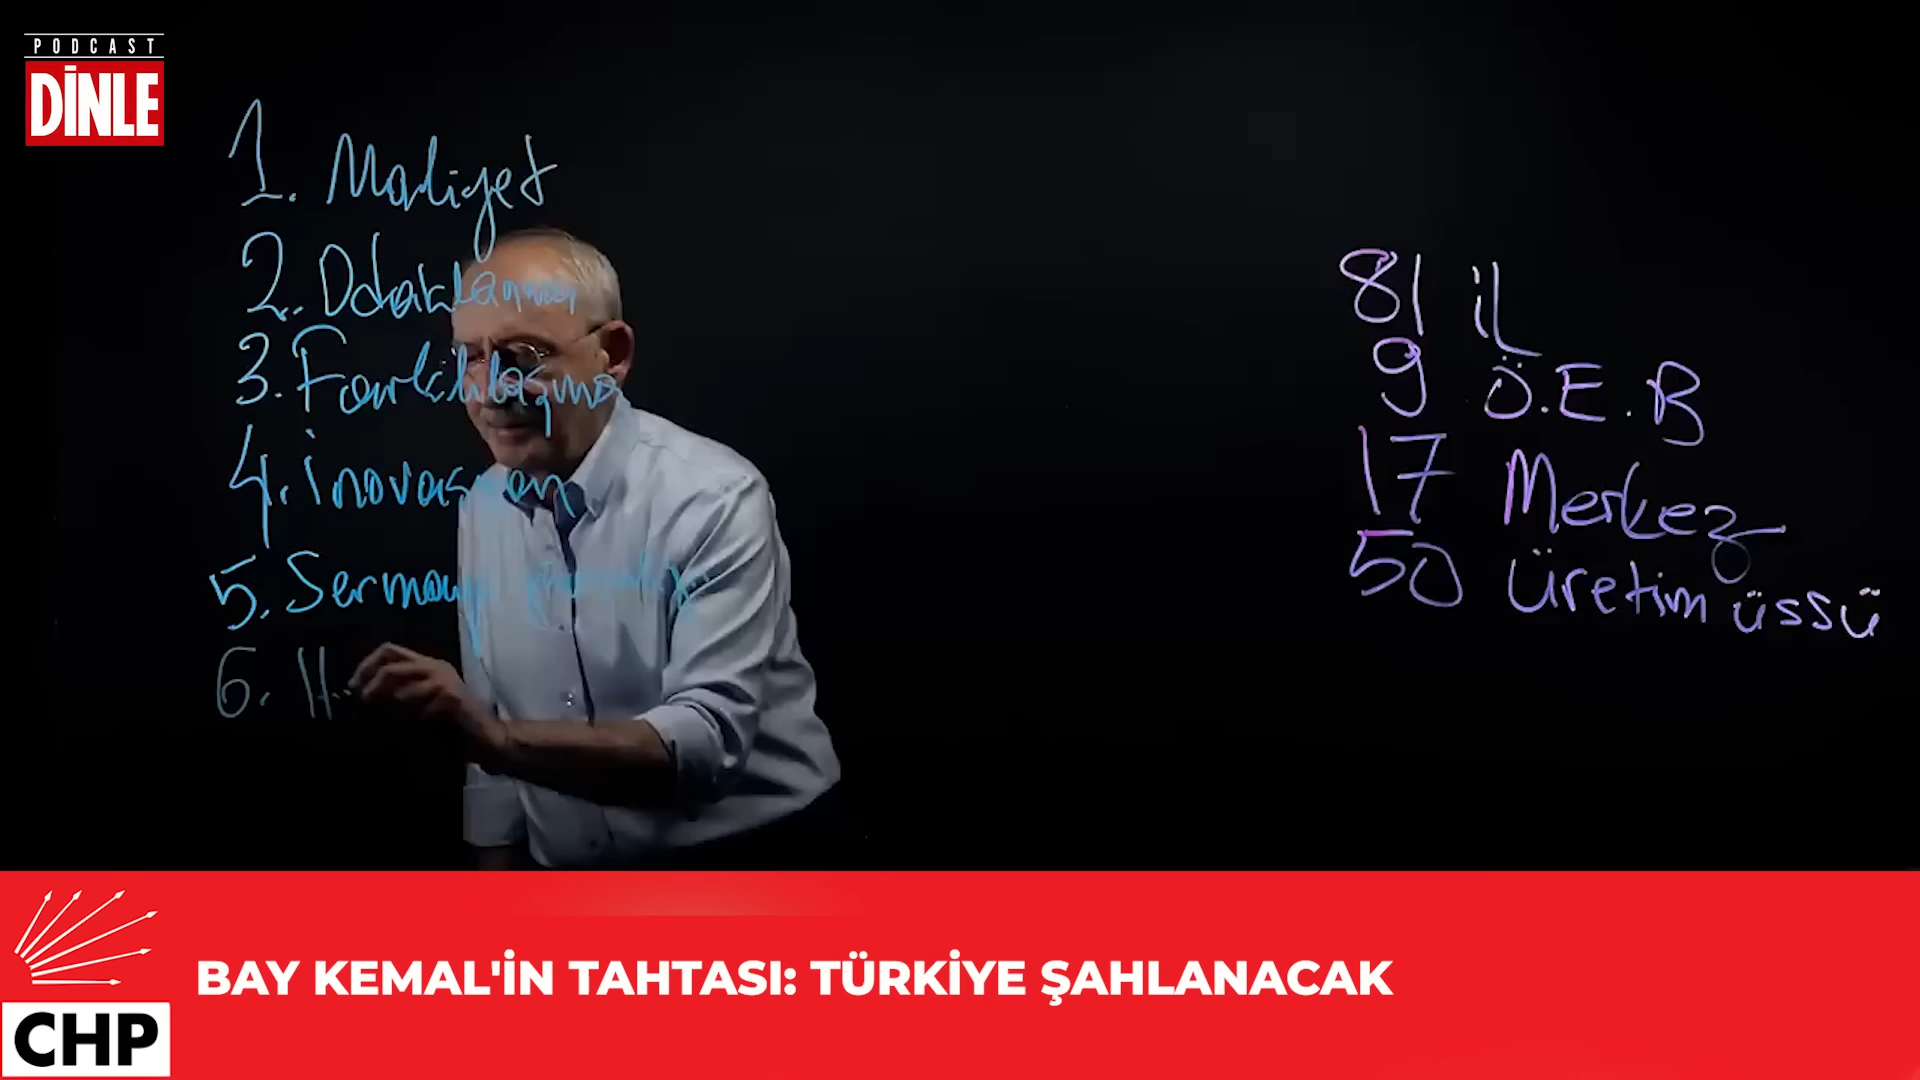 PODCAST
DİNLE
1. Maliyet
2. Odaklanma
3. Farklılaşma
4. İnovasyon
5. Sermaye
6. H
81 İL
9 Ö.E.B
17 Merkez
50 üretim üssü
BAY KEMAL'İN TAHTASI: TÜRKİYE ŞAHLANACAK
CHP